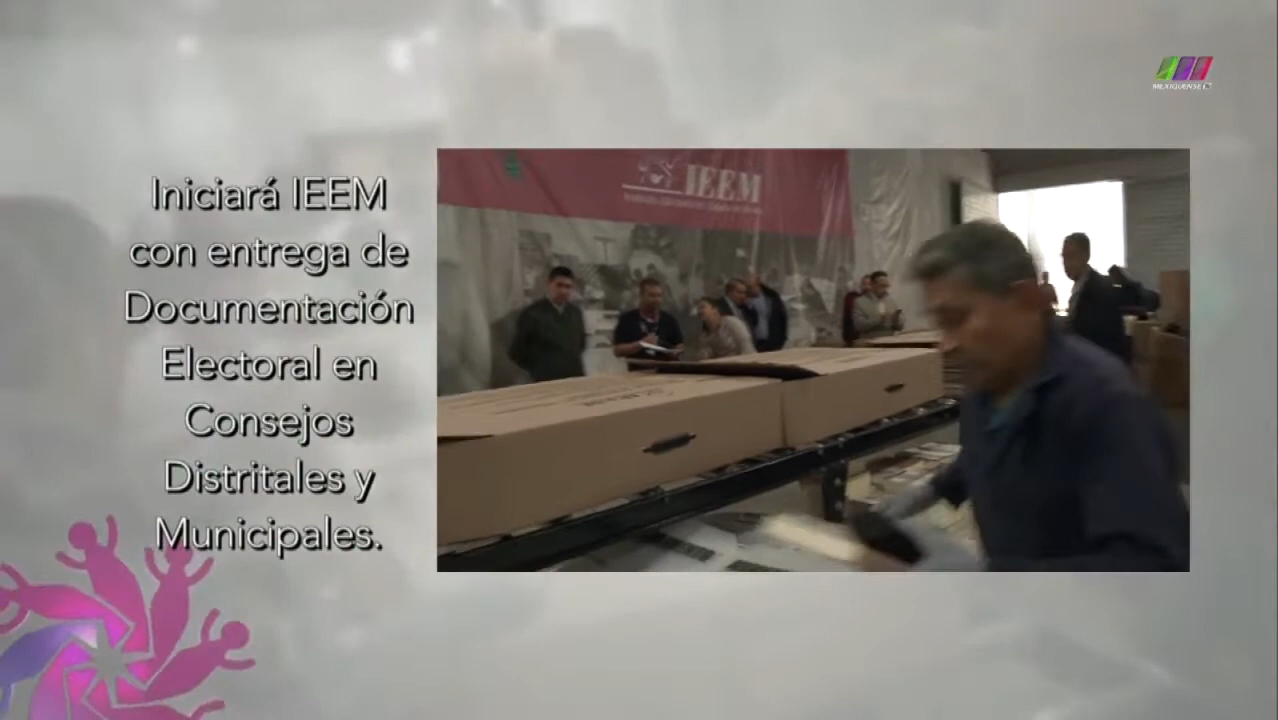 MEXIQUENSE
Iniciará IEEM
con entrega de
Documentación
Electoral en
Consejos
Distritales y
Municipales.
IEEM